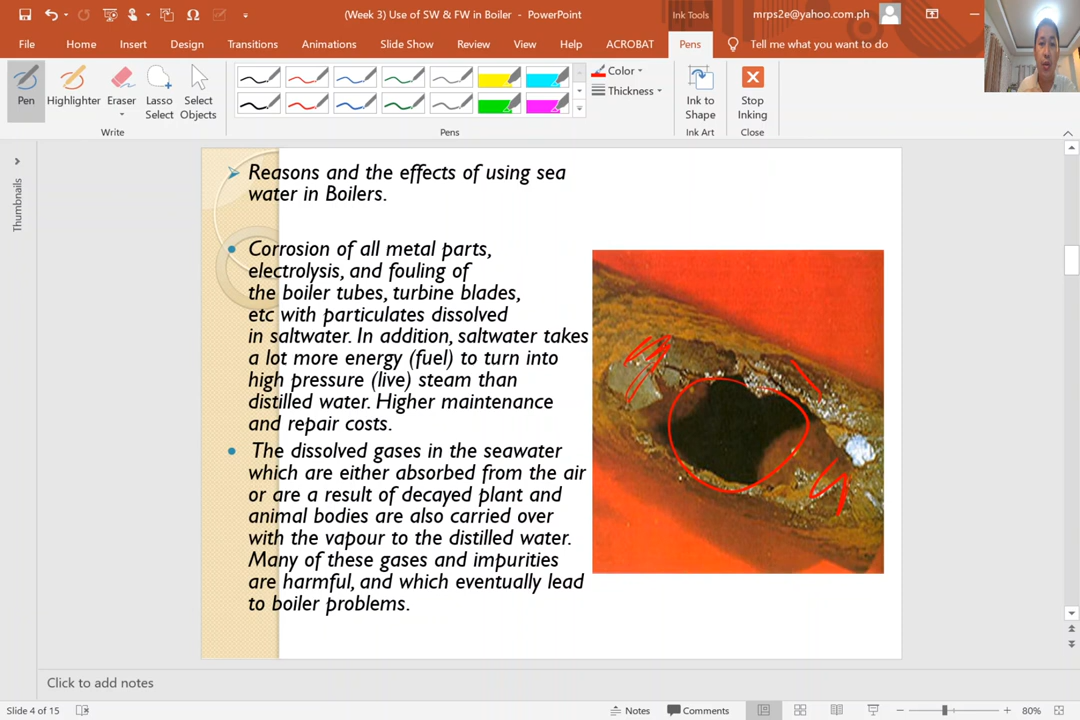 (Week 3) Use of SW & FW in Boiler - PowerPoint
Ink Tools
mrps2e@yahoo.com.ph
File Home Insert Design Transitions Animations Slide Show Review View Help ACROBAT Pens Tell me what you want to do
Pen Highlighter Eraser Lasso Select Select Objects
Color
Thickness
Ink to Shape
Stop Inking
Write Pens Ink Art Close
Thumbnails
Reasons and the effects of using sea
water in Boilers.
Corrosion of all metal parts,
electrolysis, and fouling of
the boiler tubes, turbine blades,
etc with particulates dissolved
in saltwater. In addition, saltwater takes
a lot more energy (fuel) to turn into
high pressure (live) steam than
distilled water. Higher maintenance
and repair costs.
The dissolved gases in the seawater
which are either absorbed from the air
or are a result of decayed plant and
animal bodies are also carried over
with the vapour to the distilled water.
Many of these gases and impurities
are harmful, and which eventually lead
to boiler problems.
Click to add notes
Slide 4 of 15 Notes Comments 80%